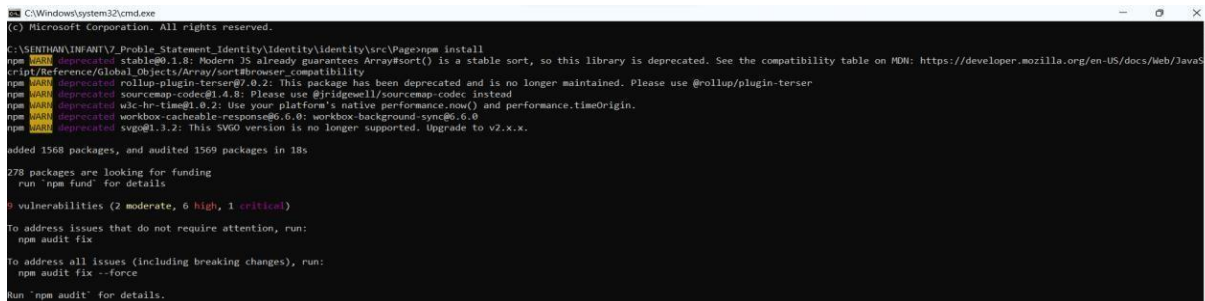 C:\Windows\system32\cmd.exe
(c) Microsoft Corporation. All rights reserved.
C:\SENTHAN\INFANT\7_Proble_Statement_Identity\Identity\identity\src\Page>npm install
npm WARN deprecated stable@0.1.8: Modern JS already guarantees Array#sort() is a stable sort, so this library is deprecated. See the compatibility table on MDN: https://developer.mozilla.org/en-US/docs/Web/JavaS
cript/Reference/Global_Objects/Array/sort#browser_compatibility
npm WARN deprecated rollup-plugin-terser@7.0.2: This package has been deprecated and is no longer maintained. Please use @rollup/plugin-terser
npm WARN deprecated sourcemap-codec@1.4.8: Please use @jridgewell/sourcemap-codec instead
npm WARN deprecated w3c-hr-time@1.0.2: Use your platform's native performance.now() and performance.timeOrigin.
npm WARN deprecated workbox-cacheable-response@6.6.0: workbox-background-sync@6.6.0
npm WARN deprecated svgo@1.3.2: This SVGO version is no longer supported. Upgrade to v2.x.x.
added 1568 packages, and audited 1569 packages in 18s
278 packages are looking for funding
run `npm fund` for details
9 vulnerabilities (2 moderate, 6 high, 1 critical)
To address issues that do not require attention, run:
npm audit fix
To address all issues (including breaking changes), run:
npm audit fix --force
Run `npm audit` for details.